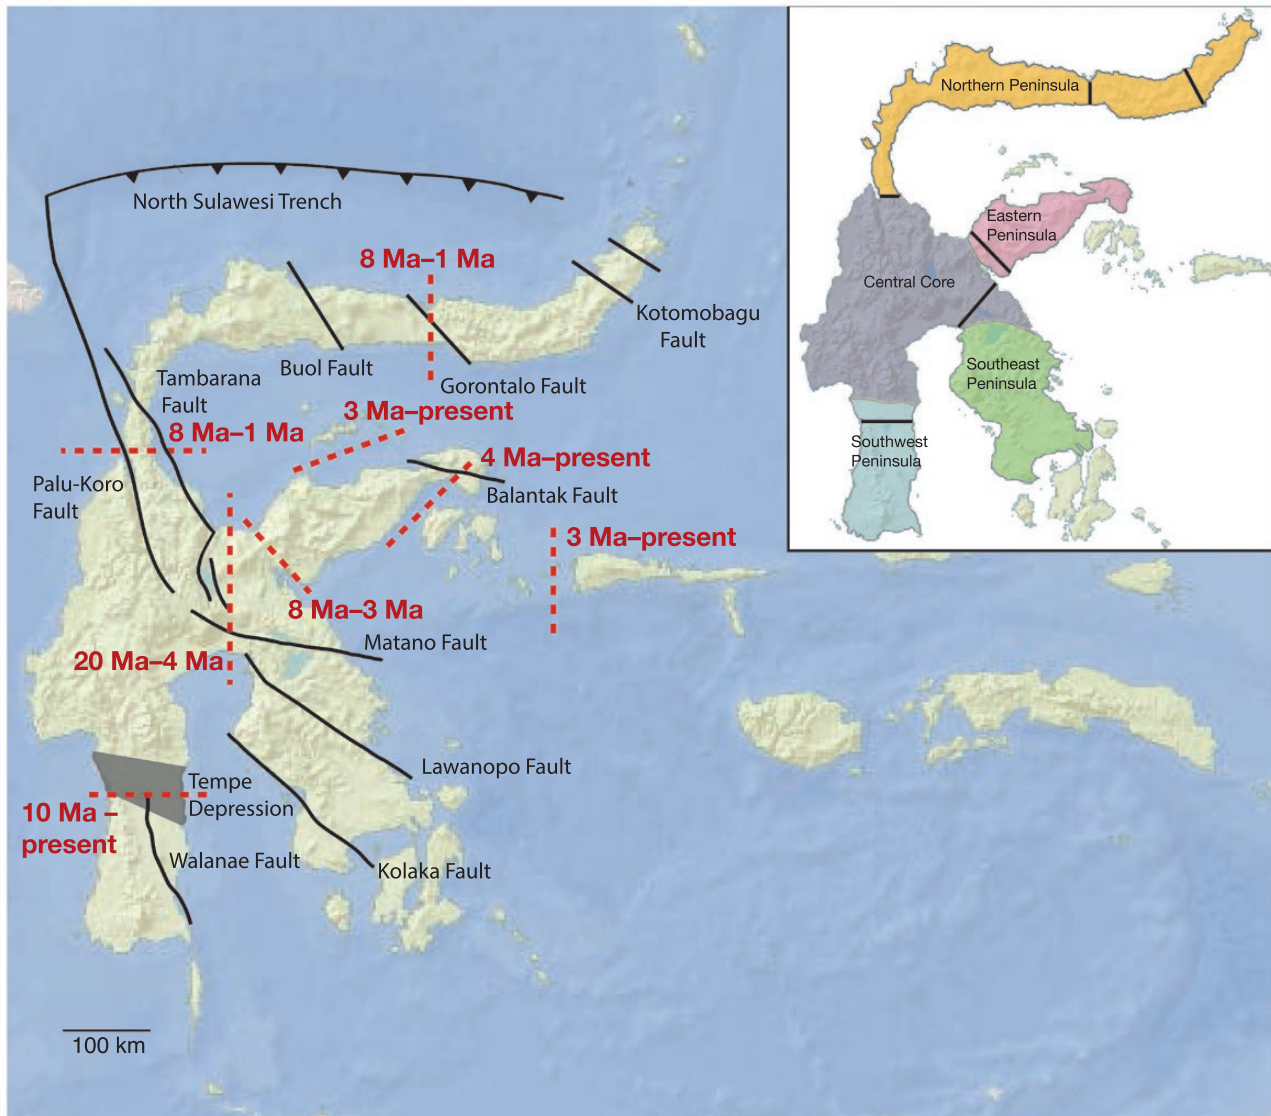 North Sulawesi Trench
8 Ma–1 Ma
Kotomobagu
Fault
Buol Fault
Gorontalo Fault
Tambarana
Fault
3 Ma–present
8 Ma–1 Ma
4 Ma–present
Palu-Koro
Fault
Balantak Fault
3 Ma–present
8 Ma–3 Ma
Matano Fault
20 Ma–4 Ma
Lawanopo Fault
Tempe
Depression
10 Ma –
present
Walanae Fault
Kolaka Fault
100 km
Northern Peninsula
Eastern
Peninsula
Central Core
Southeast
Peninsula
Southwest
Peninsula